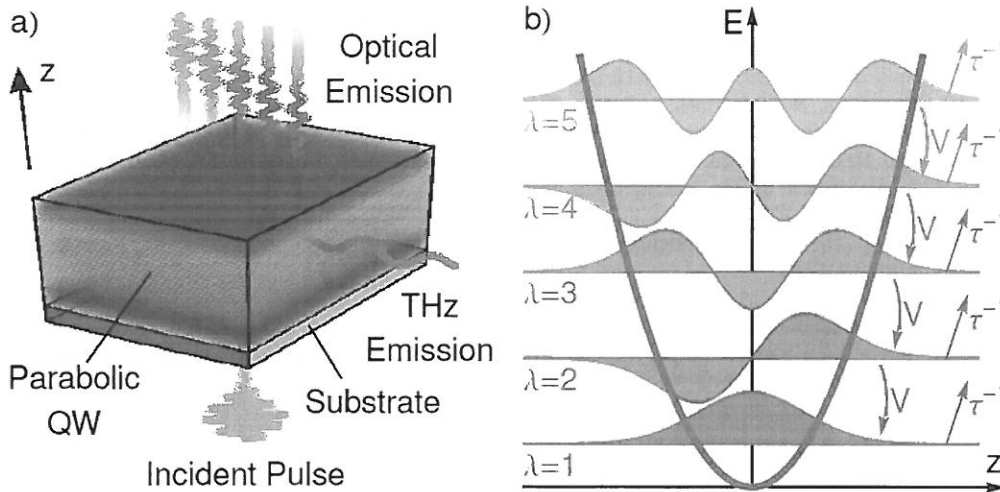 a)
z
Optical
Emission
THz
Emission
Parabolic
QW
Substrate
Incident Pulse
b)
E
λ=5
τ⁻
V
λ=4
τ⁻
V
λ=3
τ⁻
V
λ=2
τ⁻
V
λ=1
τ⁻
z